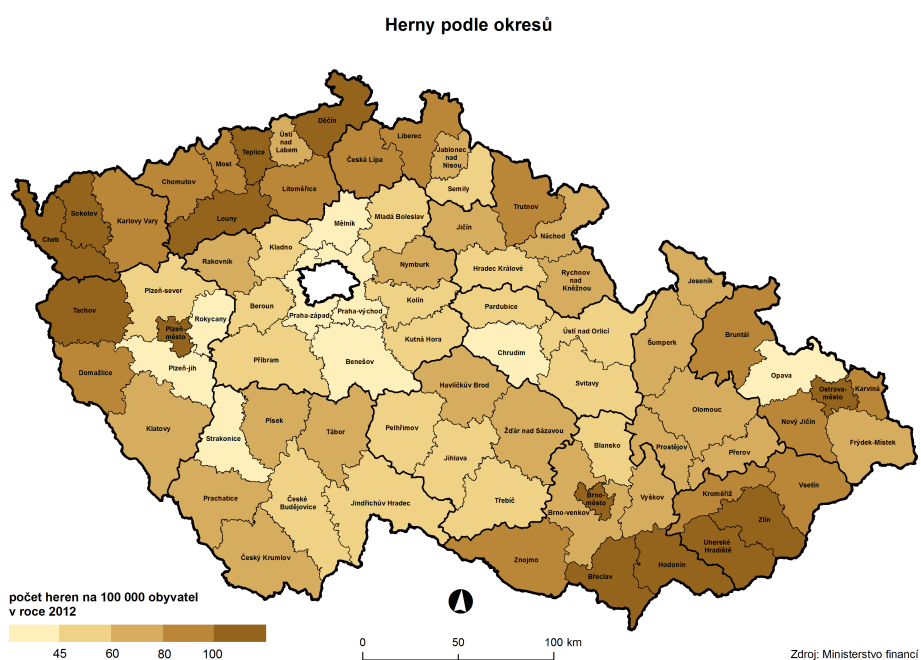 Herny podle okresů
Děčín
Ústí
nad
Labem
Teplice
Liberec
Jablonec
nad
Nisou
Česká Lípa
Most
Chomutov
Litoměřice
Semily
Sokolov
Karlovy Vary
Louny
Trutnov
Cheb
Mělník
Mladá Boleslav
Jičín
Náchod
Kladno
Rakovník
Nymburk
Hradec Králové
Rychnov
nad
Kněžnou
Jeseník
Plzeň-sever
Beroun
Kolín
Pardubice
Tachov
Rokycany
Praha-západ
Praha-východ
Plzeň-
město
Ústí nad Orlicí
Bruntál
Kutná Hora
Šumperk
Chrudim
Příbram
Benešov
Domažlice
Plzeň-jih
Opava
Havlíčkův Brod
Svitavy
Ostrava-
město
Karviná
Olomouc
Nový Jičín
Klatovy
Strakonice
Písek
Tábor
Pelhřimov
Žďár nad Sázavou
Frýdek-Místek
Blansko
Prostějov
Přerov
Jihlava
Vsetín
Prachatice
České
Budějovice
Jindřichův Hradec
Třebíč
Brno-
město
Brno-venkov
Vyškov
Kroměříž
Zlín
Uherské
Hradiště
Český Krumlov
Znojmo
Hodonín
Břeclav
počet heren na 100 000 obyvatel
v roce 2012
45 60 80 100
0 50 100 km
Zdroj: Ministerstvo financí